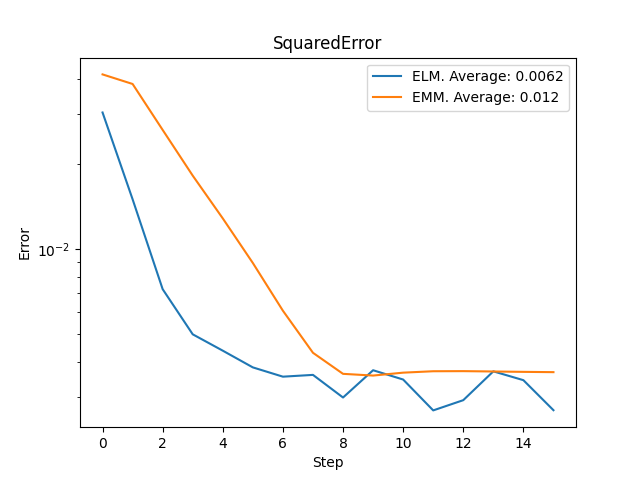 SquaredError
ELM. Average: 0.0062
EMM. Average: 0.012
Error
10⁻²
0 2 4 6 8 10 12 14
Step